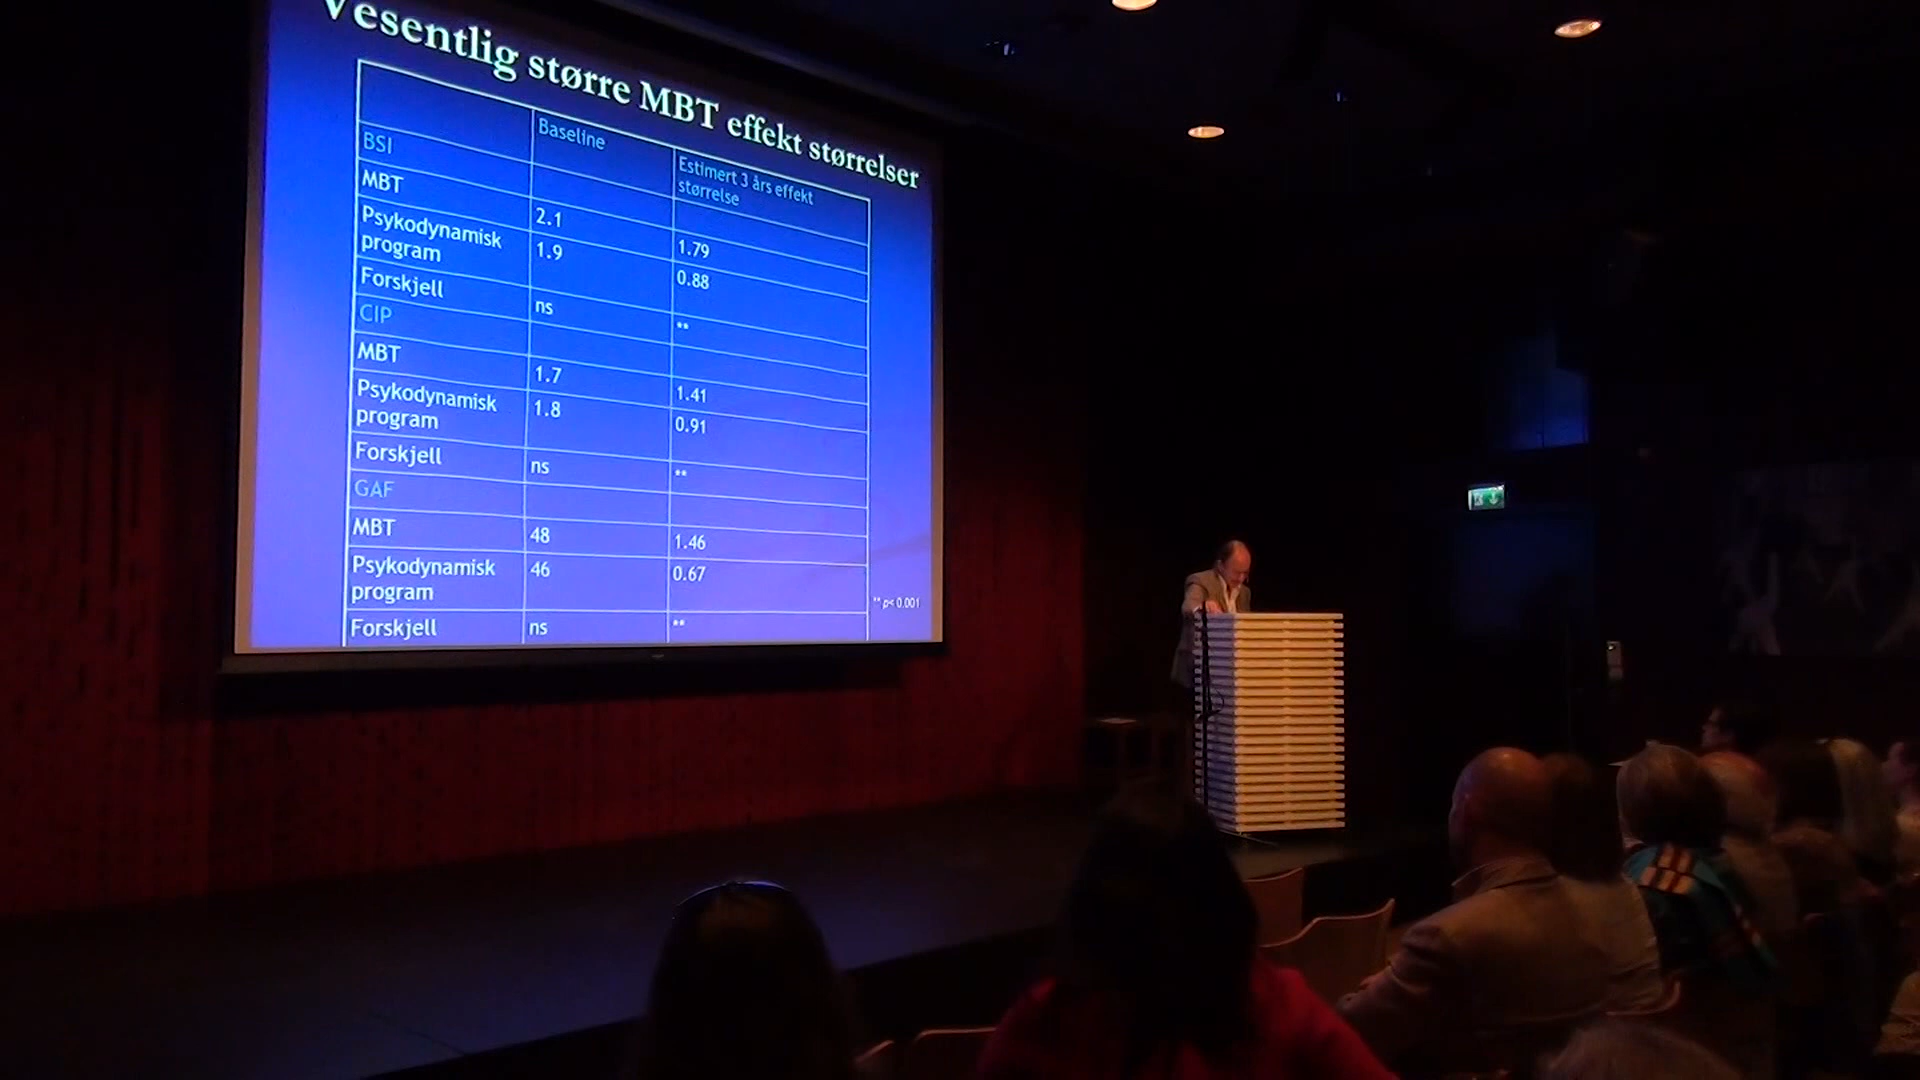 Vesentlig større MBT effekt størrelser
Baseline
Estimert 3 års effekt
størrelse
BSI
MBT 2.1 1.79
Psykodynamisk
program 1.9 0.88
Forskjell ns **
CIP
MBT 1.7 1.41
Psykodynamisk
program 1.8 0.91
Forskjell ns **
GAF
MBT 48 1.46
Psykodynamisk
program 46 0.67
Forskjell ns **
** p< 0.001